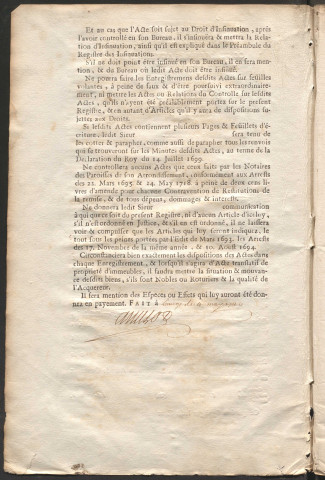 Et au cas que l'Acte soit sujet au Droit d'Insinuation, après
l'avoir controllé en son Bureau, il l'insinuëra & mettra la Rela-
tion d'Insinuation, ainsi qu'il est expliqué dans le Préambule du
Registre des Insinuations.
S'il ne doit point être insinué en son Bureau, il en sera men-
tion, & du Bureau où ledit Acte doit être insinué.
Ne pourra faire les Enregistremens desdits Actes sur feüilles
volantes, à peine de faux & d'être poursuivi extraordinaire-
ment, ni mettre les Actes ou Relations du Controlle sur lesdits
Actes, qu'ils n'ayent été préalablement portez sur le present
Registre, & en autant d'Articles qu'il y aura de dispositions su-
jettes aux Droits.
Si lesdits Actes contiennent plusieurs Pages & Feüillets d'é-
criture, ledit Sieur sera tenu de
les cotter & parapher, comme aussi de parapher tous les renvois
qui se trouveront sur les Minutes desdits Actes, au terme de la
Déclaration du Roy du 14. Juillet 1699.
Ne controllera aucuns Actes que ceux faits par les Notaires
des Paroisses de son Arrondissement, conformément aux Arrests
des 22. Mars 1695. & 24. May 1718. à peine de deux cens livres
d'amende pour chacune Contravention de Restitution
de la remise, & de tous dépens, dommages & interests.
Ne donnera ledit Sieur communication
à qui que ce soit du present Registre, ni d'aucun Article d'iceluy,
s'il n'est ordonné en Justice, & s'il en est ordonné, il ne laissera
voir & compulser que les Articles qui luy seront indiquez,
le tout sous les peines portées par l'Edit de Mars 1693. les Arrests
des 17. Novembre de la même année, & 10. Aoust 1694.
Circonstanciera bien exactement les dispositions des Actes dans
chaque Enregistrement, & lorsqu'il s'agira d'Acte translatif de
propriété d'immeubles, il faudra mettre la situation & mouvan-
ce desdits biens, s'ils sont Nobles ou Roturiers & la qualité de
l'Acquereur.
Il sera mention des Especes ou Effets qui luy auront été don-
nez en payement. FAIT à